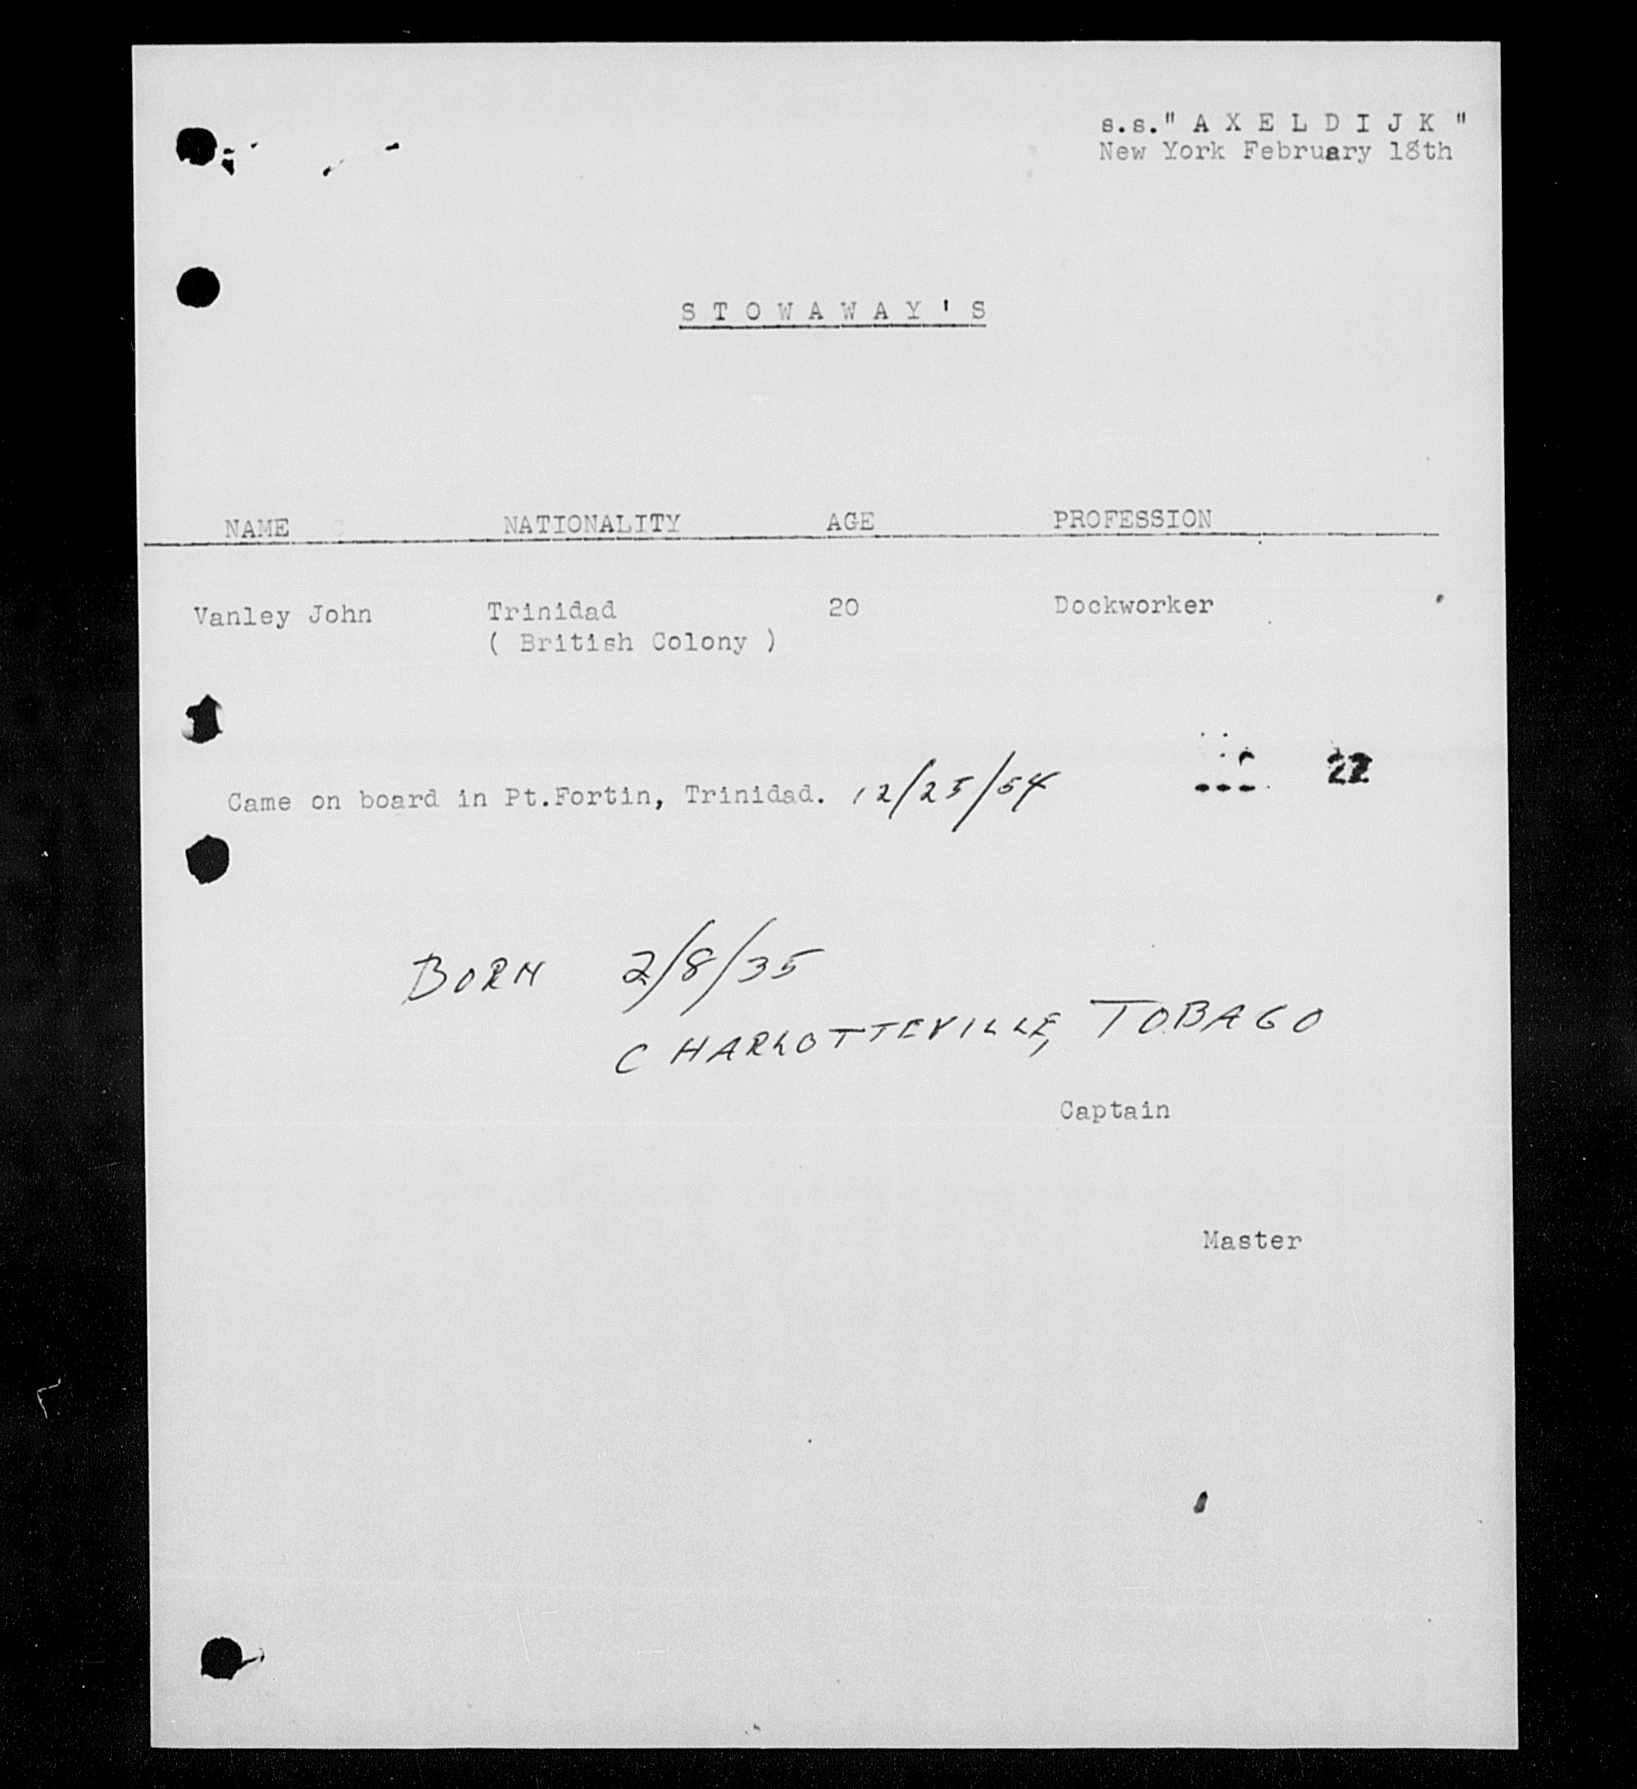 s.s." A X E L D I J K "
New York February 18th
S T O W A W A Y ' S
NAME NATIONALITY AGE PROFESSION
Vanley John Trinidad 20 Dockworker
( British Colony )
22
Came on board in Pt.Fortin, Trinidad. 12/25/54
BORN 2/8/35
CHARLOTTEVILLE, TOBAGO
Captain
Master